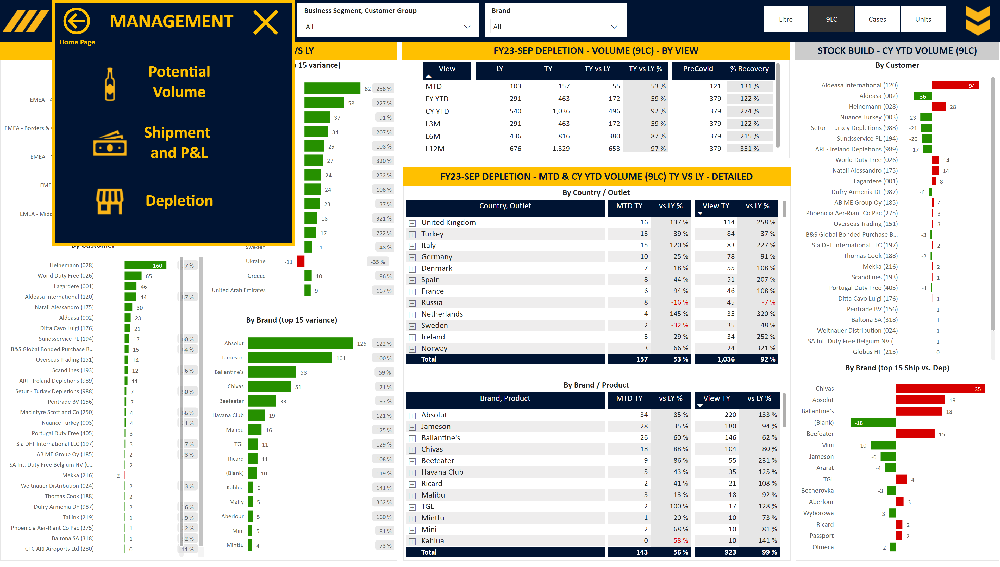 MANAGEMENT
Home Page
Potential
Volume
Shipment
and P&L
Depletion
Business Segment, Customer Group
All
Brand
All
Litre
9LC
Cases
Units
VS LY
15 variance)
EMEA -
EMEA - Borders &
EMEA -
EME
EMEA - Midd
82 258 %
58 227 %
37 91 %
34 207 %
29 108 %
27 320 %
24 252 %
24 108 %
23 37 %
18 321 %
17 722 %
Sweden 11 48 %
Ukraine -11 -35 %
Greece 10 96 %
United Arab Emirates 9 167 %
By Customer
Heinemann (028) 160 77 %
World Duty Free (026) 65
Lagardere (001) 46
Aldeasa International (120) 44 87 %
Natali Alessandro (175) 30
Aldeasa (002) 23
Ditta Cavo Luigi (176) 21
Sundsservice PL (194) 17 60 %
B&S Global Bonded Purchase B... 15 64 %
Overseas Trading (151) 14
Scandlines (193) 12 76 %
ARI - Ireland Depletions (989) 11
Setur - Turkey Depletions (988) 7 50 %
Pentrade BV (156) 7
MacIntyre Scott and Co (250) 4 66 %
Nuance Turkey (003) 4 21 %
Portugal Duty Free (405) 3
Sia DFT International LLC (197) 3 17 %
AB ME Group Oy (185) 2 73 %
SA Int. Duty Free Belgium NV (0... 2
Mekka (216) -2
Weitnauer Distribution (024) 2 13 %
Thomas Cook (188) 2
Dufry Armenia DF (987) 2 36 %
Tallink (219) 1 19 %
Phoenicia Aer-Riant Co Pac (275) 1 22 %
Baltona SA (318) 1 32 %
CTC ARI Airoports Ltd (280) 0 11 %
By Brand (top 15 variance)
Absolut 126 122 %
Jameson 101 100 %
Ballantine's 58 59 %
Chivas 51 71 %
Beefeater 33 97 %
Havana Club 19 121 %
Malibu 16 125 %
TGL 11 129 %
Ricard 11 108 %
(Blank) 10 119 %
Kahlua 6 141 %
Malfy 5 362 %
Aberlour 5 160 %
Mini 5 81 %
Minttu 4 73 %
FY23-SEP DEPLETION - VOLUME (9LC) - BY VIEW
View LY TY TY vs LY TY vs LY % PreCovid % Recovery
MTD 103 157 55 53 % 121 131 %
FY YTD 291 463 172 59 % 379 122 %
CY YTD 540 1,036 496 92 % 379 274 %
L3M 291 463 172 59 % 379 122 %
L6M 436 816 380 87 % 379 215 %
L12M 676 1,329 653 97 % 379 351 %
FY23-SEP DEPLETION - MTD & CY YTD VOLUME (9LC) TY VS LY - DETAILED
By Country / Outlet
Country, Outlet MTD TY vs LY % View TY vs LY %
United Kingdom 16 137 % 114 258 %
Turkey 15 39 % 84 37 %
Italy 15 120 % 83 227 %
Germany 10 25 % 78 91 %
Denmark 7 18 % 55 108 %
Spain 8 44 % 51 207 %
France 6 94 % 46 108 %
Russia 8 -16 % 45 -7 %
Netherlands 4 145 % 35 320 %
Sweden 2 -32 % 35 48 %
Ireland 5 29 % 34 252 %
Norway 3 66 % 24 321 %
Total 157 53 % 1,036 92 %
By Brand / Product
Brand, Product MTD TY vs LY % View TY vs LY %
Absolut 34 85 % 220 133 %
Jameson 28 35 % 180 94 %
Ballantine's 26 60 % 146 62 %
Chivas 18 88 % 104 80 %
Beefeater 9 86 % 55 231 %
Havana Club 5 43 % 35 125 %
Ricard 2 41 % 21 108 %
Malibu 3 13 % 18 92 %
TGL 2 100 % 17 128 %
Minttu 1 20 % 10 73 %
Mini 2 68 % 10 81 %
Kahlua 0 -58 % 10 141 %
Total 143 56 % 923 99 %
STOCK BUILD - CY YTD VOLUME (9LC)
By Customer
Aldeasa International (120) 94
Aldeasa (002) -36
Heinemann (028) 28
Nuance Turkey (003) -23
Setur - Turkey Depletions (988) -21
Sundsservice PL (194) -20
ARI - Ireland Depletions (989) -17
World Duty Free (026) 14
Natali Alessandro (175) 14
Lagardere (001) 8
Dufry Armenia DF (987) -6
AB ME Group Oy (185) 4
Phoenicia Aer-Riant Co Pac (275) 3
Overseas Trading (151) 3
B&S Global Bonded Purchase B... -3
Sia DFT International LLC (197) 2
Thomas Cook (188) -2
Mekka (216) 2
Scandlines (193) 1
Portugal Duty Free (405) -1
Ditta Cavo Luigi (176) 1
Pentrade BV (156) 1
Baltona SA (318) 1
Weitnauer Distribution (024) 1
SA Int. Duty Free Belgium NV (... 1
Globus HF (215) 0
By Brand (top 15 Ship vs. Dep)
Chivas 35
Absolut 19
Ballantine's 18
(Blank) -18
Beefeater 15
Mini -10
Jameson -6
Ararat -4
TGL 4
Becherovka -3
Aberlour 3
Wyborowa -3
Ricard 2
Passport 2
Olmeca -2